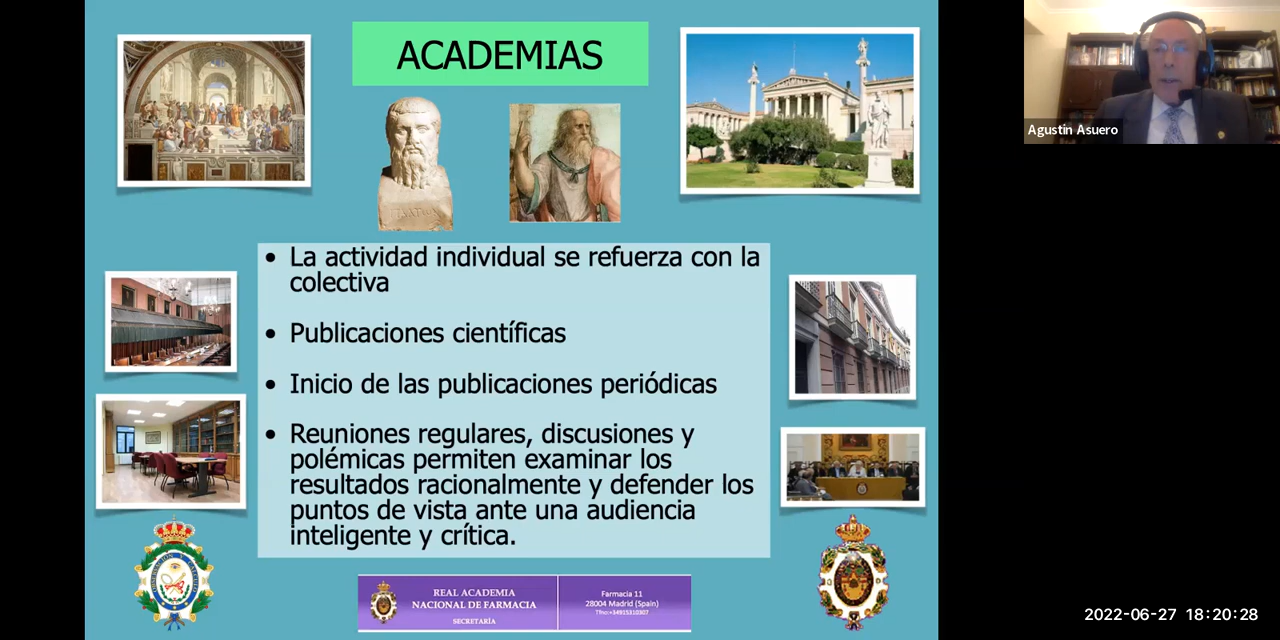 ACADEMIAS
Agustín Asuero
• La actividad individual se refuerza con la
colectiva
• Publicaciones científicas
• Inicio de las publicaciones periódicas
• Reuniones regulares, discusiones y
polémicas permiten examinar los
resultados racionalmente y defender los
puntos de vista ante una audiencia
inteligente y crítica.
REAL ACADEMIA
NACIONAL DE FARMACIA
SECRETARÍA
Farmacia 11
28004 Madrid (Spain)
2022-06-27 18:20:28